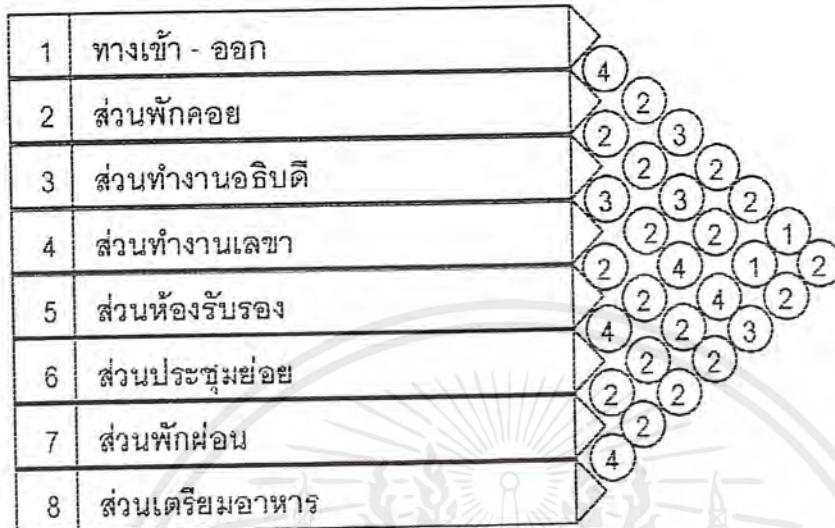 1 ทางเข้า - ออก
4
2
2 ส่วนพักคอย
2 3
2 2
3 ส่วนทำงานอธิบดี
3 3 2
2 2 1
4 ส่วนทำงานเลขา
2 4 1 2
2 4 2
5 ส่วนห้องรับรอง
4 2 3
2 2
6 ส่วนประชุมย่อย
2 2
2
7 ส่วนพักผ่อน
4
8 ส่วนเตรียมอาหาร